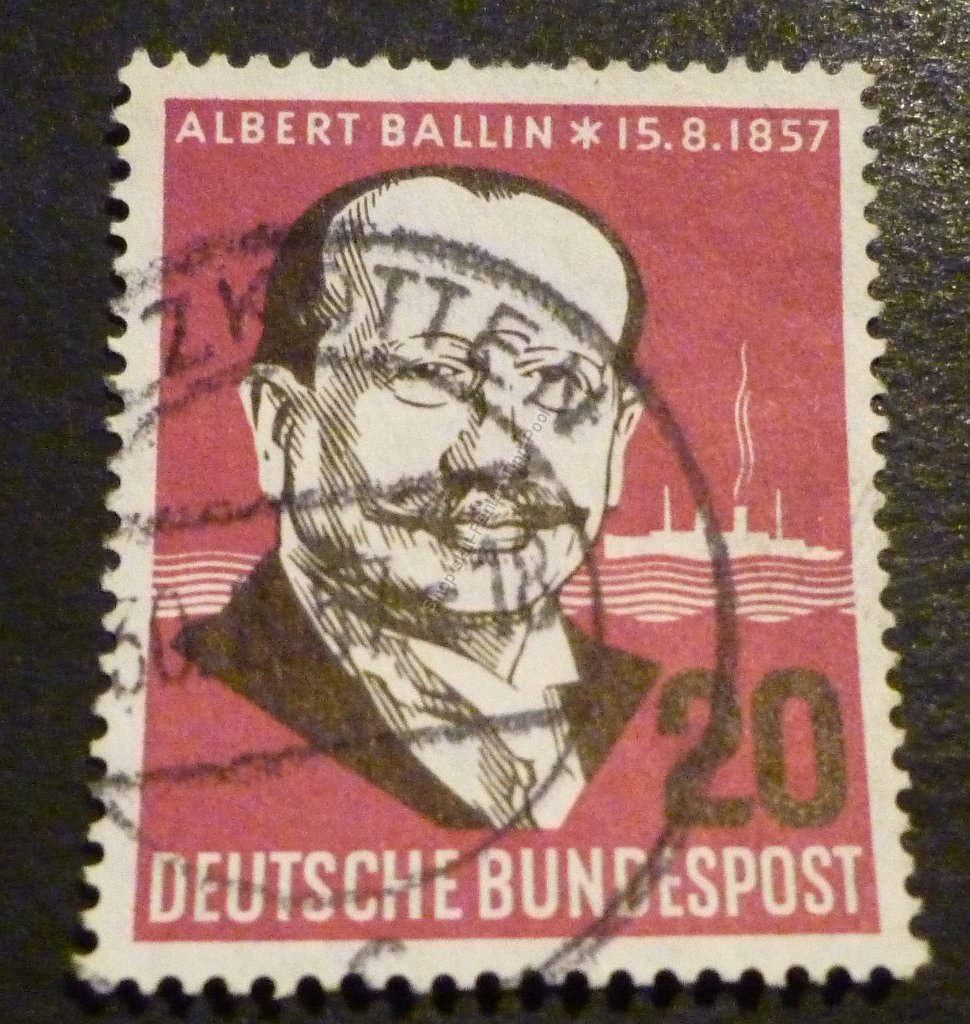 ALBERT BALLIN * 15.8.1857
20
DEUTSCHE BUNDESPOST